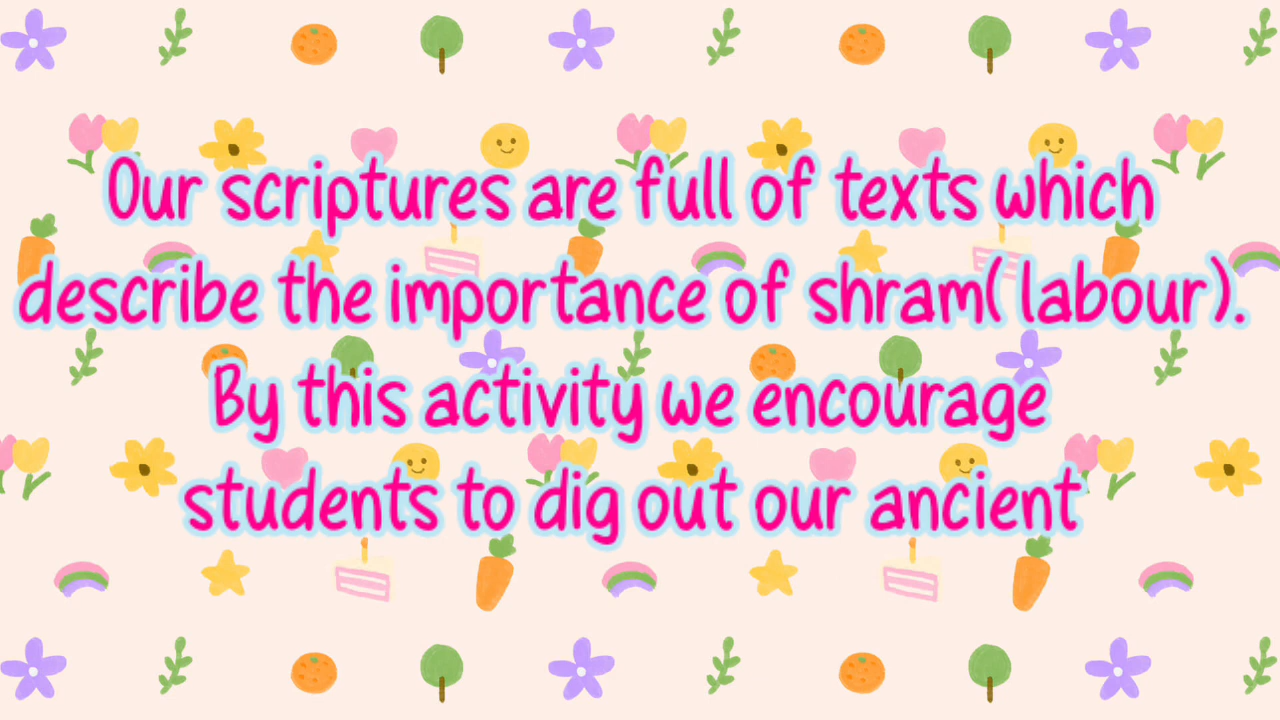 Our scriptures are full of texts which
describe the importance of shram( labour).
By this activity we encourage
students to dig out our ancient